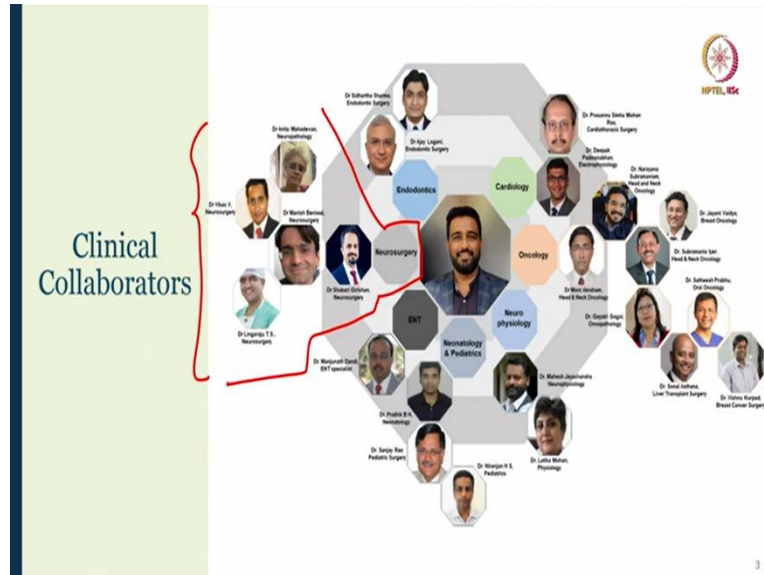 Clinical
Collaborators
NPTEL, IISc
Dr Sidhartha Sharma,
Endodontic Surgery
Dr Ajay Logani,
Endodontic Surgery
Dr Anita Mahadevan,
Neuropathology
Dr Vikas V,
Neurosurgery
Dr Manish Beniwal,
Neurosurgery
Dr Shabari Girishan,
Neurosurgery
Dr Lingaraju T.S.,
Neurosurgery
Endodontics
Cardiology
Neurosurgery
Oncology
ENT
Neuro
physiology
Neonatology
& Pediatrics
Dr. Prasanna Simha Mohan
Rao,
Cardiothorasis Surgery
Dr. Deepak
Padmanabhan,
Electrophysiology
Dr. Narayana
Subramaniam,
Head and Neck
Oncology
Dr. Jayant Vaidya,
Breast Oncology
Dr. Subramania Iyer,
Head & Neck Oncology
Dr. Sathwesh Prabhu,
Oral Oncology
Dr Moni Abraham,
Head & Neck Oncology
Dr. Gayatri Gogoi,
Oncopathology
Dr. Sonal Asthana,
Liver Transplant Surgery
Dr. Vishnu Kurpad,
Breast Cancer Surgery
Dr. Manjunath Dandi,
ENT specialist
Dr. Prathik B H,
Neonatology
Dr. Sanjay Rao
Pediatric Surgery
Dr. Niranjan H S,
Pediatrics
Dr. Mahesh Jayachandra
Neurophysiology
Dr. Latika Mohan,
Physiology
3